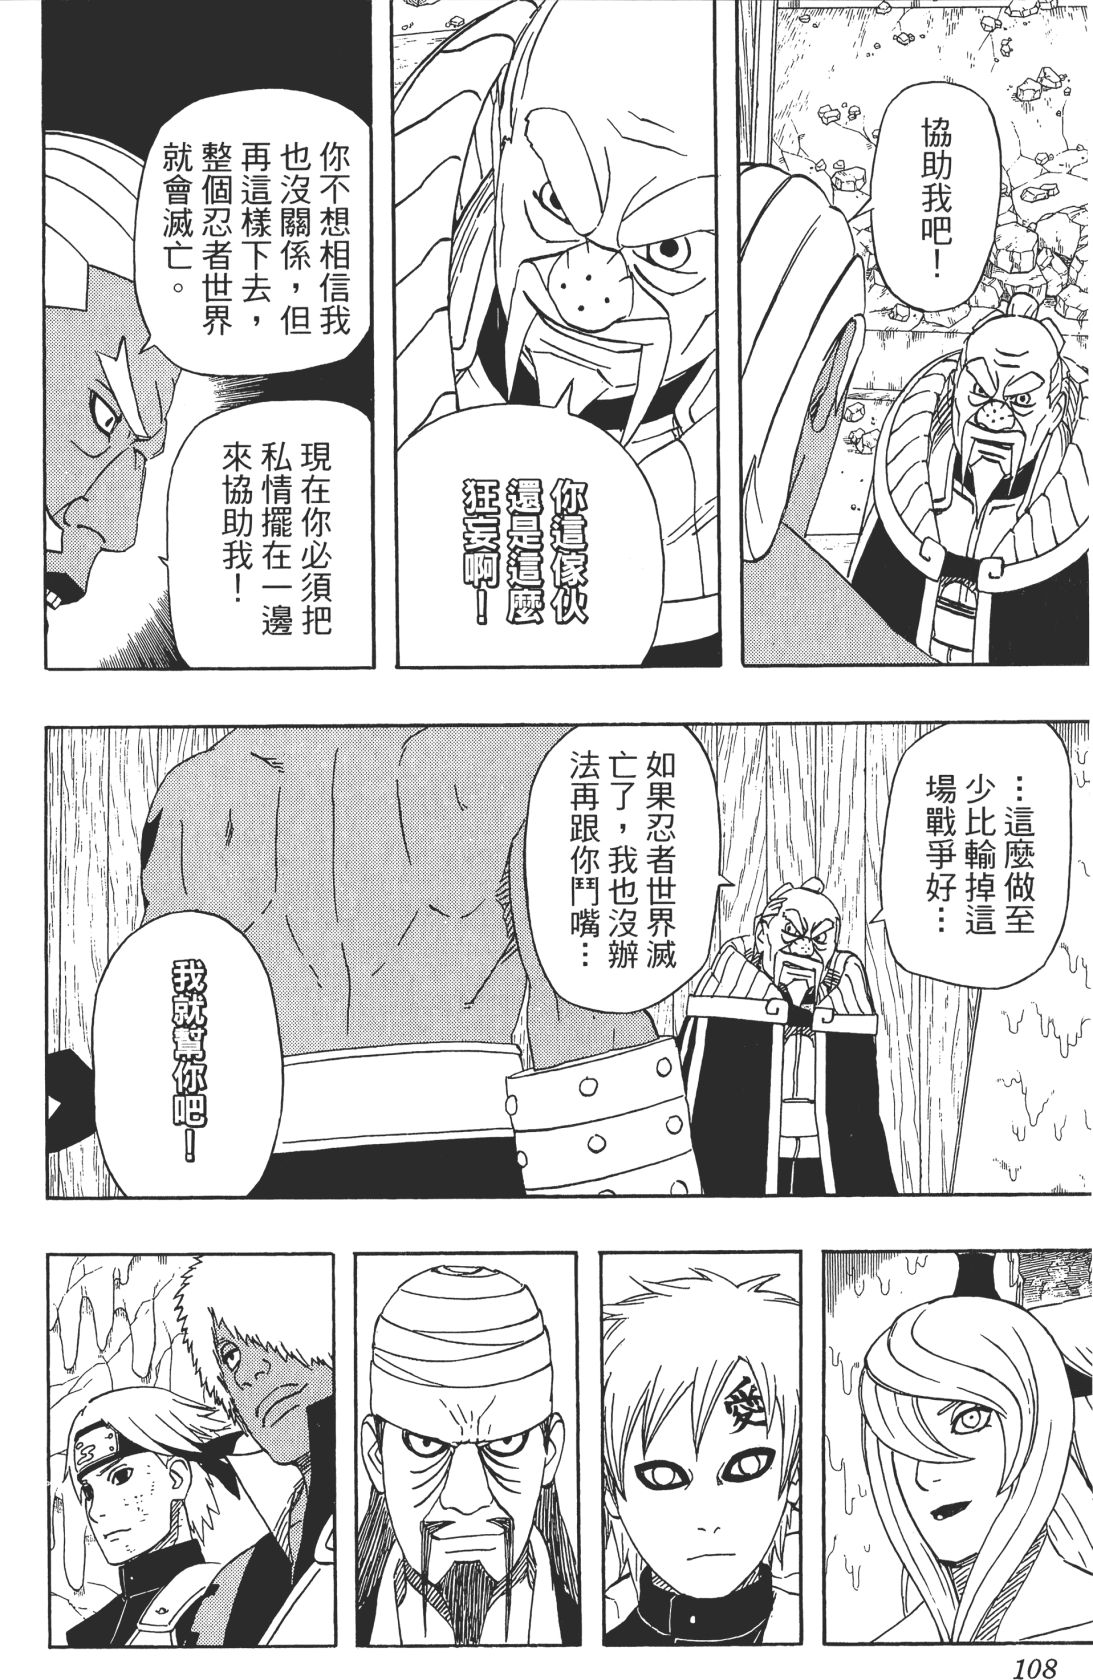 協助我吧！
你這傢伙
還是這麼
狂妄啊！
你不想相信我
也沒關係，但
再這樣下去，
整個忍者世界
就會滅亡。
現在你必須把
私情擺在一邊
來協助我！
…這麼做至
少比輸掉這
場戰爭好…
如果忍者世界滅
亡了，我也沒辦
法再跟你鬥嘴…
我就幫你吧！
愛
108